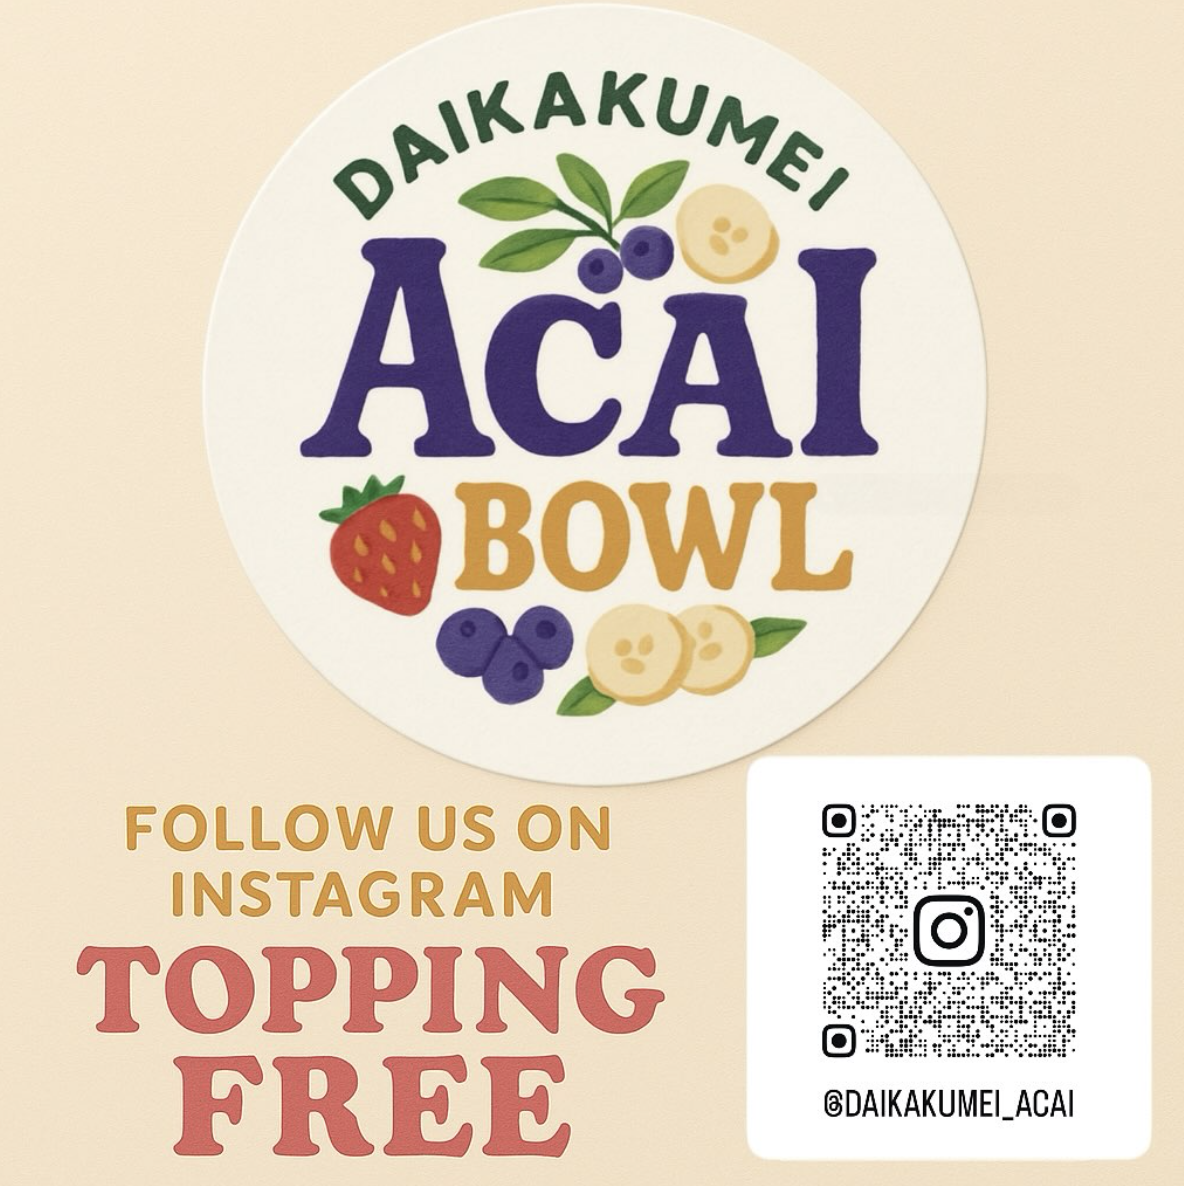 DAIKAKUMEI
ACAI
BOWL
FOLLOW US ON
INSTAGRAM
TOPPING
FREE
@DAIKAKUMEI_ACAI